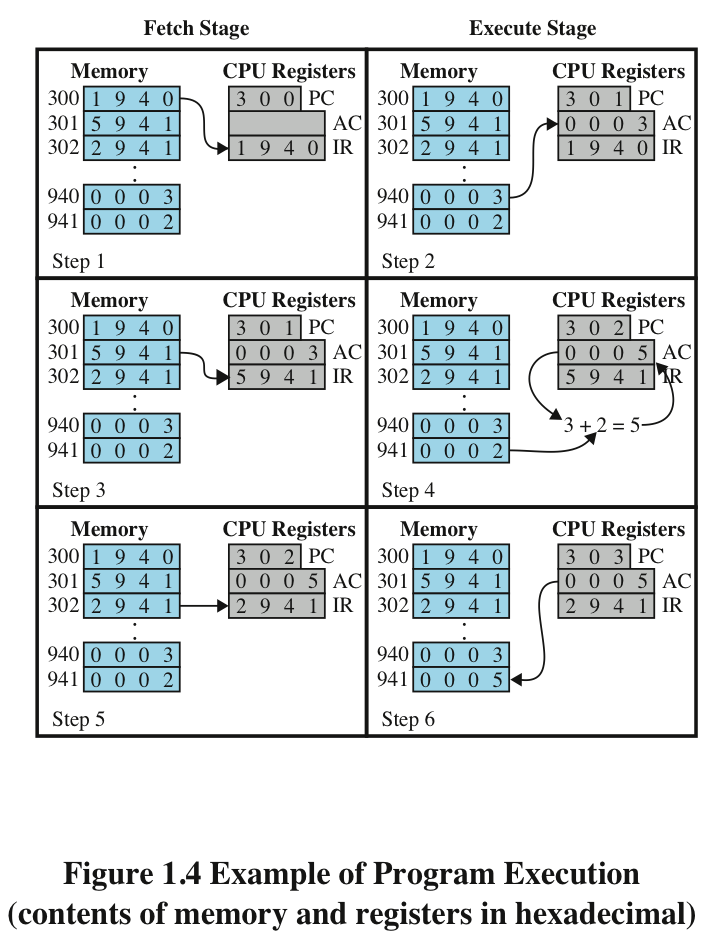 Fetch Stage Execute Stage
Memory CPU Registers
300 1 9 4 0 3 0 0 PC
301 5 9 4 1 AC
302 2 9 4 1 1 9 4 0 IR
940 0 0 0 3
941 0 0 0 2
Step 1
Memory CPU Registers
300 1 9 4 0 3 0 1 PC
301 5 9 4 1 0 0 0 3 AC
302 2 9 4 1 1 9 4 0 IR
940 0 0 0 3
941 0 0 0 2
Step 2
Memory CPU Registers
300 1 9 4 0 3 0 1 PC
301 5 9 4 1 0 0 0 3 AC
302 2 9 4 1 5 9 4 1 IR
940 0 0 0 3
941 0 0 0 2
Step 3
Memory CPU Registers
300 1 9 4 0 3 0 2 PC
301 5 9 4 1 0 0 0 5 AC
302 2 9 4 1 5 9 4 1 IR
940 0 0 0 3 3 + 2 = 5
941 0 0 0 2
Step 4
Memory CPU Registers
300 1 9 4 0 3 0 2 PC
301 5 9 4 1 0 0 0 5 AC
302 2 9 4 1 2 9 4 1 IR
940 0 0 0 3
941 0 0 0 2
Step 5
Memory CPU Registers
300 1 9 4 0 3 0 3 PC
301 5 9 4 1 0 0 0 5 AC
302 2 9 4 1 2 9 4 1 IR
940 0 0 0 3
941 0 0 0 5
Step 6
Figure 1.4 Example of Program Execution
(contents of memory and registers in hexadecimal)